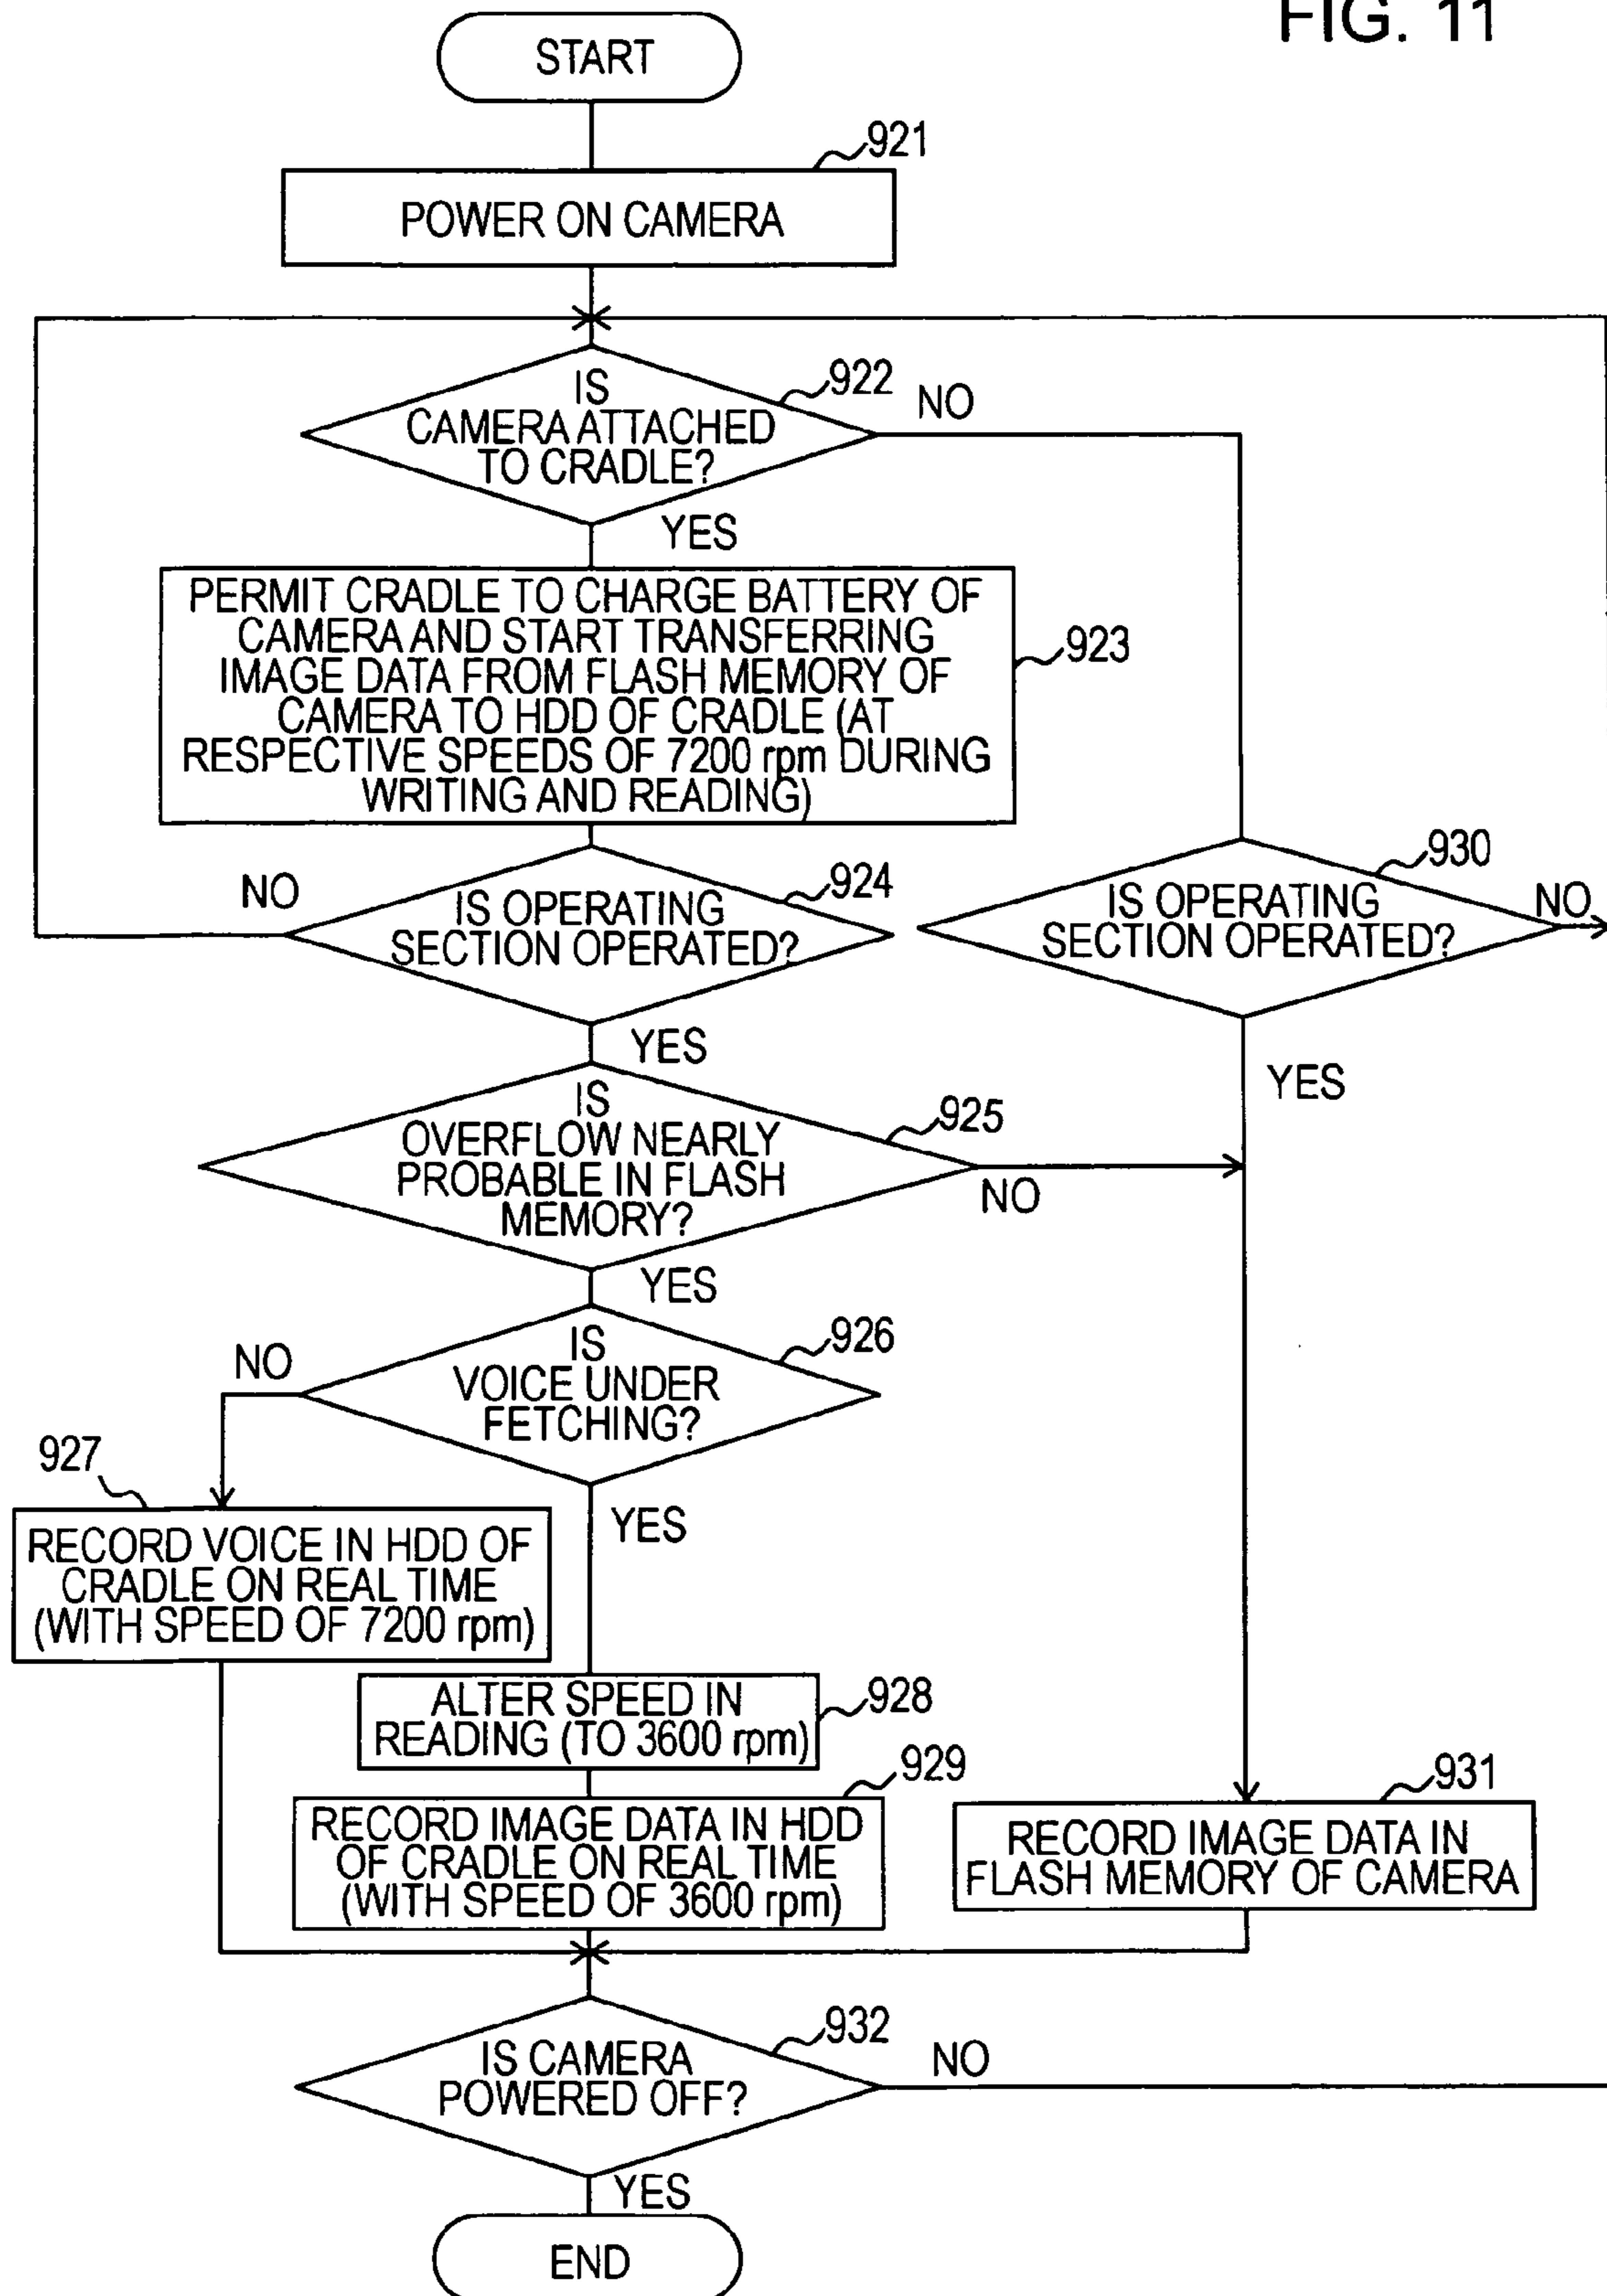 FIG. 11
START
921
POWER ON CAMERA
922
IS
CAMERA ATTACHED
TO CRADLE?
NO
YES
PERMIT CRADLE TO CHARGE BATTERY OF
CAMERA AND START TRANSFERRING
IMAGE DATA FROM FLASH MEMORY OF
CAMERA TO HDD OF CRADLE (AT
RESPECTIVE SPEEDS OF 7200 rpm DURING
WRITING AND READING)
923
924
NO
IS OPERATING
SECTION OPERATED?
930
IS OPERATING
SECTION OPERATED?
NO
YES
YES
925
IS
OVERFLOW NEARLY
PROBABLE IN FLASH
MEMORY?
NO
YES
926
IS
VOICE UNDER
FETCHING?
NO
YES
927
RECORD VOICE IN HDD OF
CRADLE ON REAL TIME
(WITH SPEED OF 7200 rpm)
928
ALTER SPEED IN
READING (TO 3600 rpm)
929
RECORD IMAGE DATA IN HDD
OF CRADLE ON REAL TIME
(WITH SPEED OF 3600 rpm)
931
RECORD IMAGE DATA IN
FLASH MEMORY OF CAMERA
932
IS CAMERA
POWERED OFF?
NO
YES
END